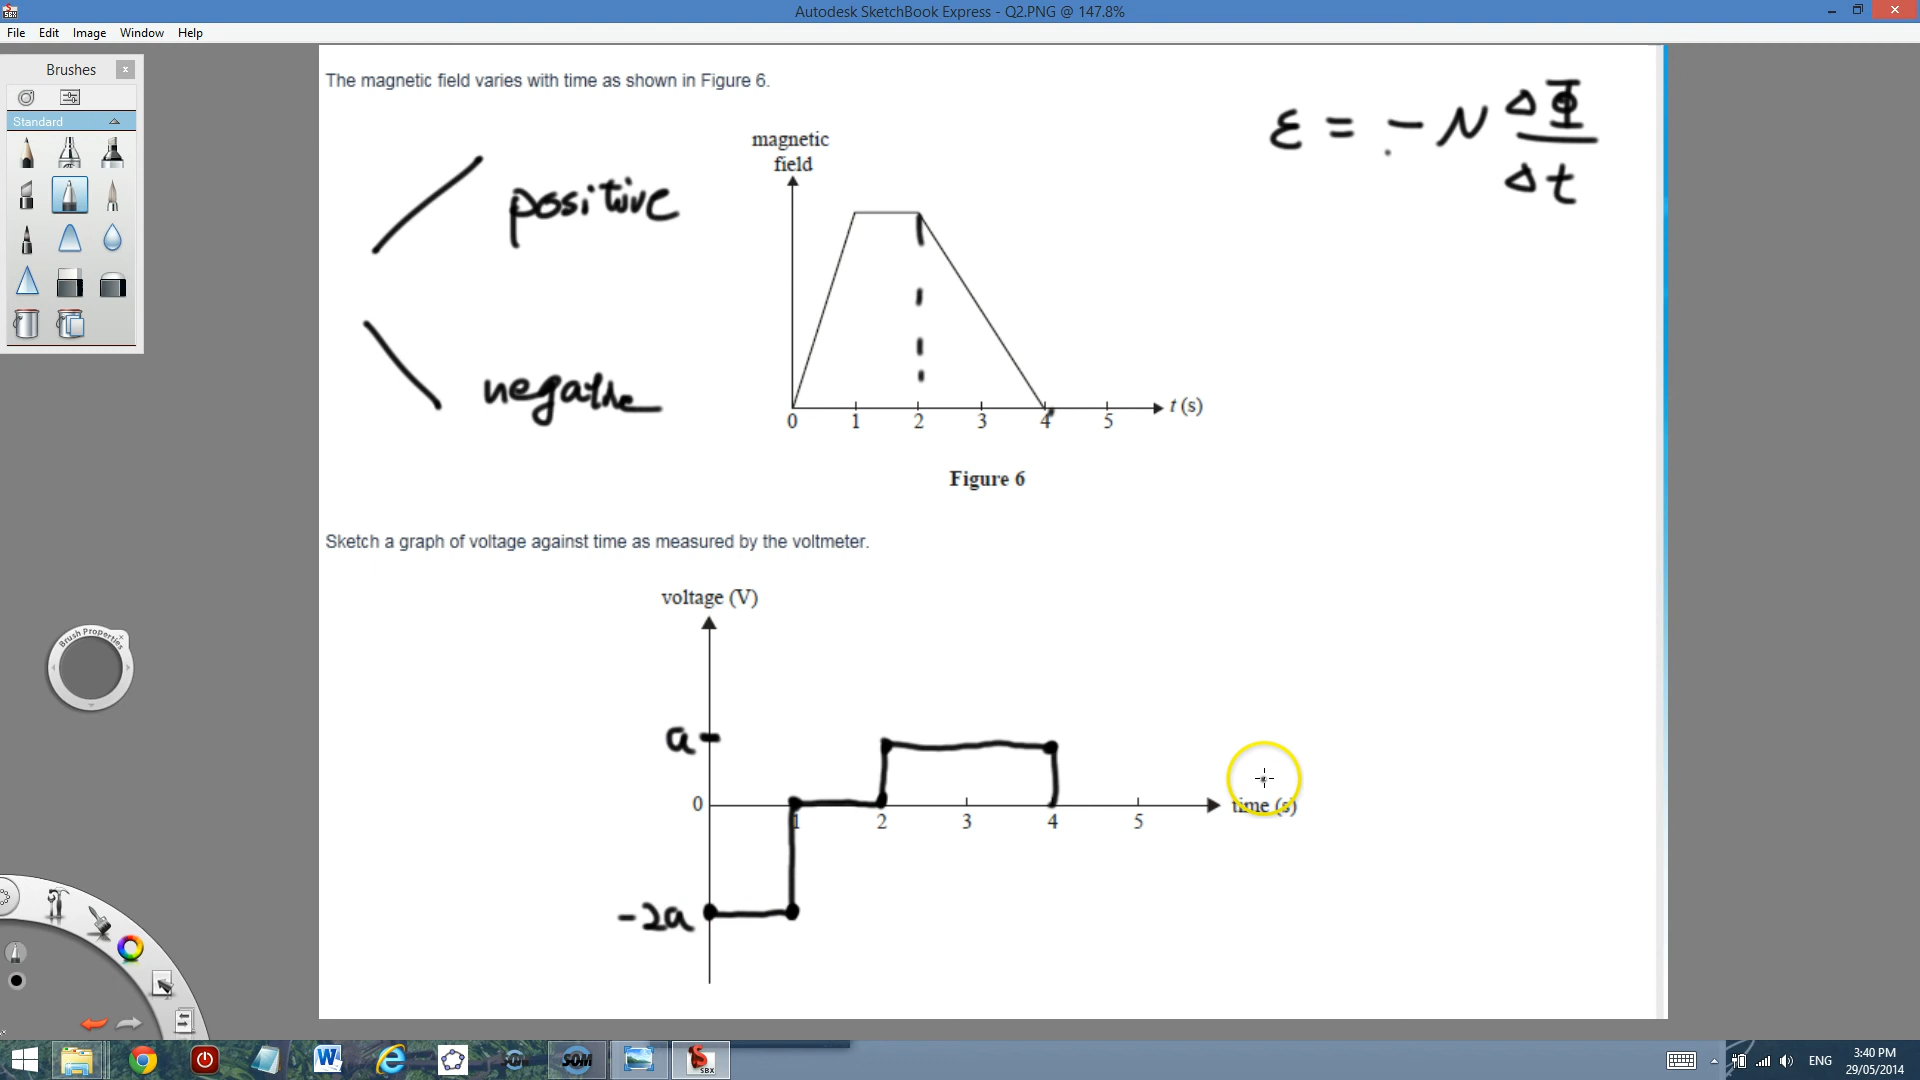 Autodesk SketchBook Express - Q2.PNG @ 147.8%
File Edit Image Window Help
Brushes
Standard
The magnetic field varies with time as shown in Figure 6.
magnetic
field
ε = - N ΔΦ
Δt
positive
negative
t (s)
0 1 2 3 4 5
Figure 6
Sketch a graph of voltage against time as measured by the voltmeter.
voltage (V)
Brush Properties
a
0
time (s)
1 2 3 4 5
-2a
SBX
ENG
3:40 PM
29/05/2014